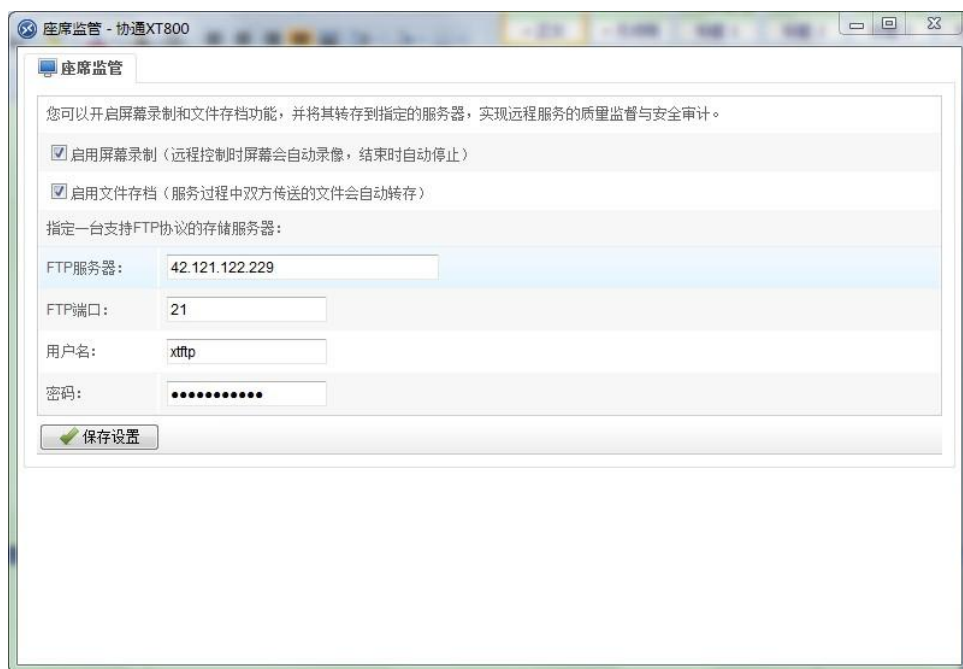 座席监管 - 协通XT800
座席监管
您可以开启屏幕录制和文件存档功能，并将其转存到指定的服务器，实现远程服务的质量监督与安全审计。
启用屏幕录制（远程控制时屏幕会自动录像，结束时自动停止）
启用文件存档（服务过程中双方传送的文件会自动转存）
指定一台支持FTP协议的存储服务器：
FTP服务器： 42.121.122.229
FTP端口： 21
用户名： xtftp
密码： ●●●●●●●●●●●
保存设置